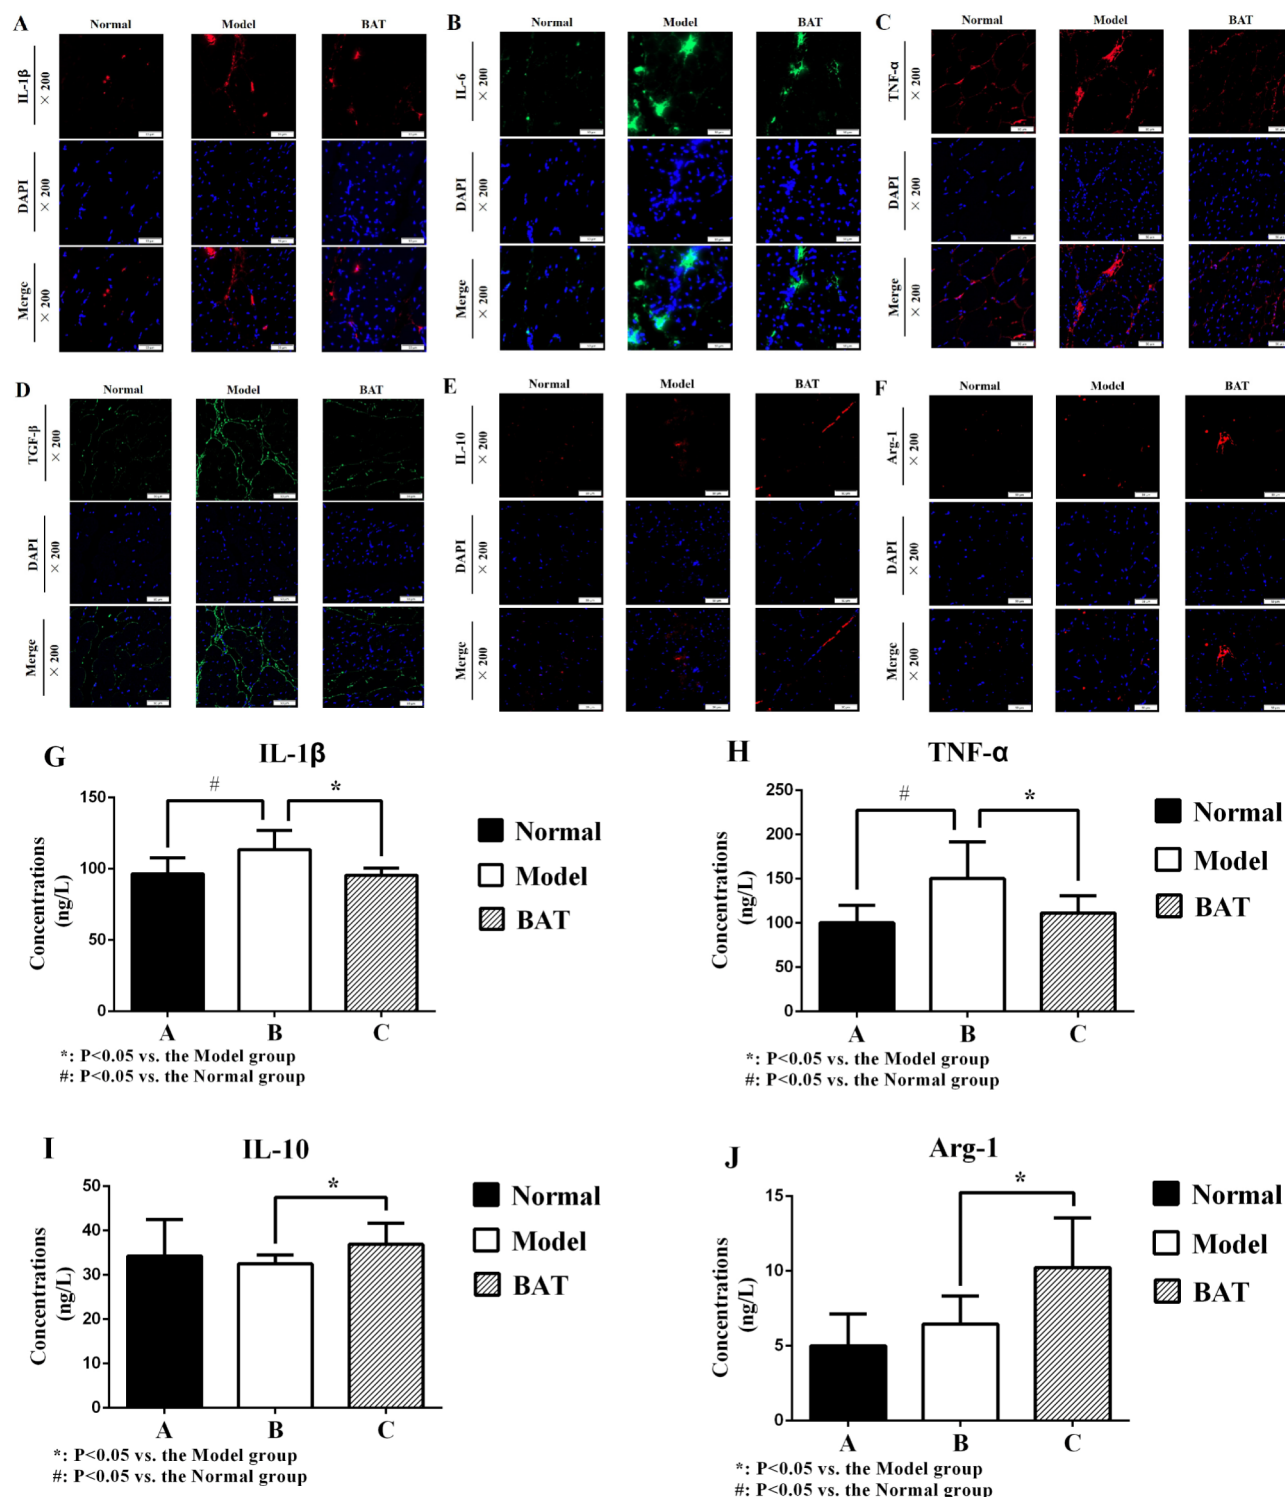 A
Normal
Model
BAT
IL-1β
× 200
DAPI
× 200
Merge
× 200
B
Normal
Model
BAT
IL-6
× 200
DAPI
× 200
Merge
× 200
C
Normal
Model
BAT
TNF-α
× 200
DAPI
× 200
Merge
× 200
D
Normal
Model
BAT
TGF-β
× 200
DAPI
× 200
Merge
× 200
E
Normal
Model
BAT
IL-10
× 200
DAPI
× 200
Merge
× 200
F
Normal
Model
BAT
Arg-1
× 200
DAPI
× 200
Merge
× 200
G
IL-1β
Concentrations
(ng/L)
150
100
50
0
#
*
A B C
Normal
Model
BAT
*: P<0.05 vs. the Model group
#: P<0.05 vs. the Normal group
H
TNF-α
Concentrations
(ng/L)
250
200
150
100
50
0
#
*
A B C
Normal
Model
BAT
*: P<0.05 vs. the Model group
#: P<0.05 vs. the Normal group
I
IL-10
Concentrations
(ng/L)
50
40
30
20
10
0
*
A B C
Normal
Model
BAT
*: P<0.05 vs. the Model group
#: P<0.05 vs. the Normal group
J
Arg-1
Concentrations
(ng/L)
15
10
5
0
*
A B C
Normal
Model
BAT
*: P<0.05 vs. the Model group
#: P<0.05 vs. the Normal group